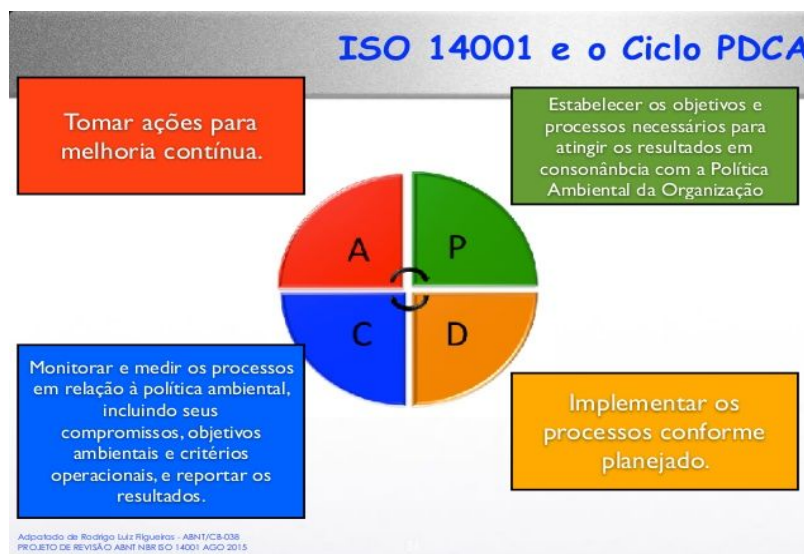 ISO 14001 e o Ciclo PDCA
Tomar ações para
melhoria contínua.
Estabelecer os objetivos e
processos necessários para
atingir os resultados em
consonânbcia com a Política
Ambiental da Organização
A
P
C
D
Monitorar e medir os processos
em relação à política ambiental,
incluindo seus
compromissos, objetivos
ambientais e critérios
operacionais, e reportar os
resultados.
Implementar os
processos conforme
planejado.
Adpatado de Rodrigo Luiz Filgueiras - ABNT/CB-038
PROJETO DE REVISÃO ABNT NBR ISO 14001 AGO 2015